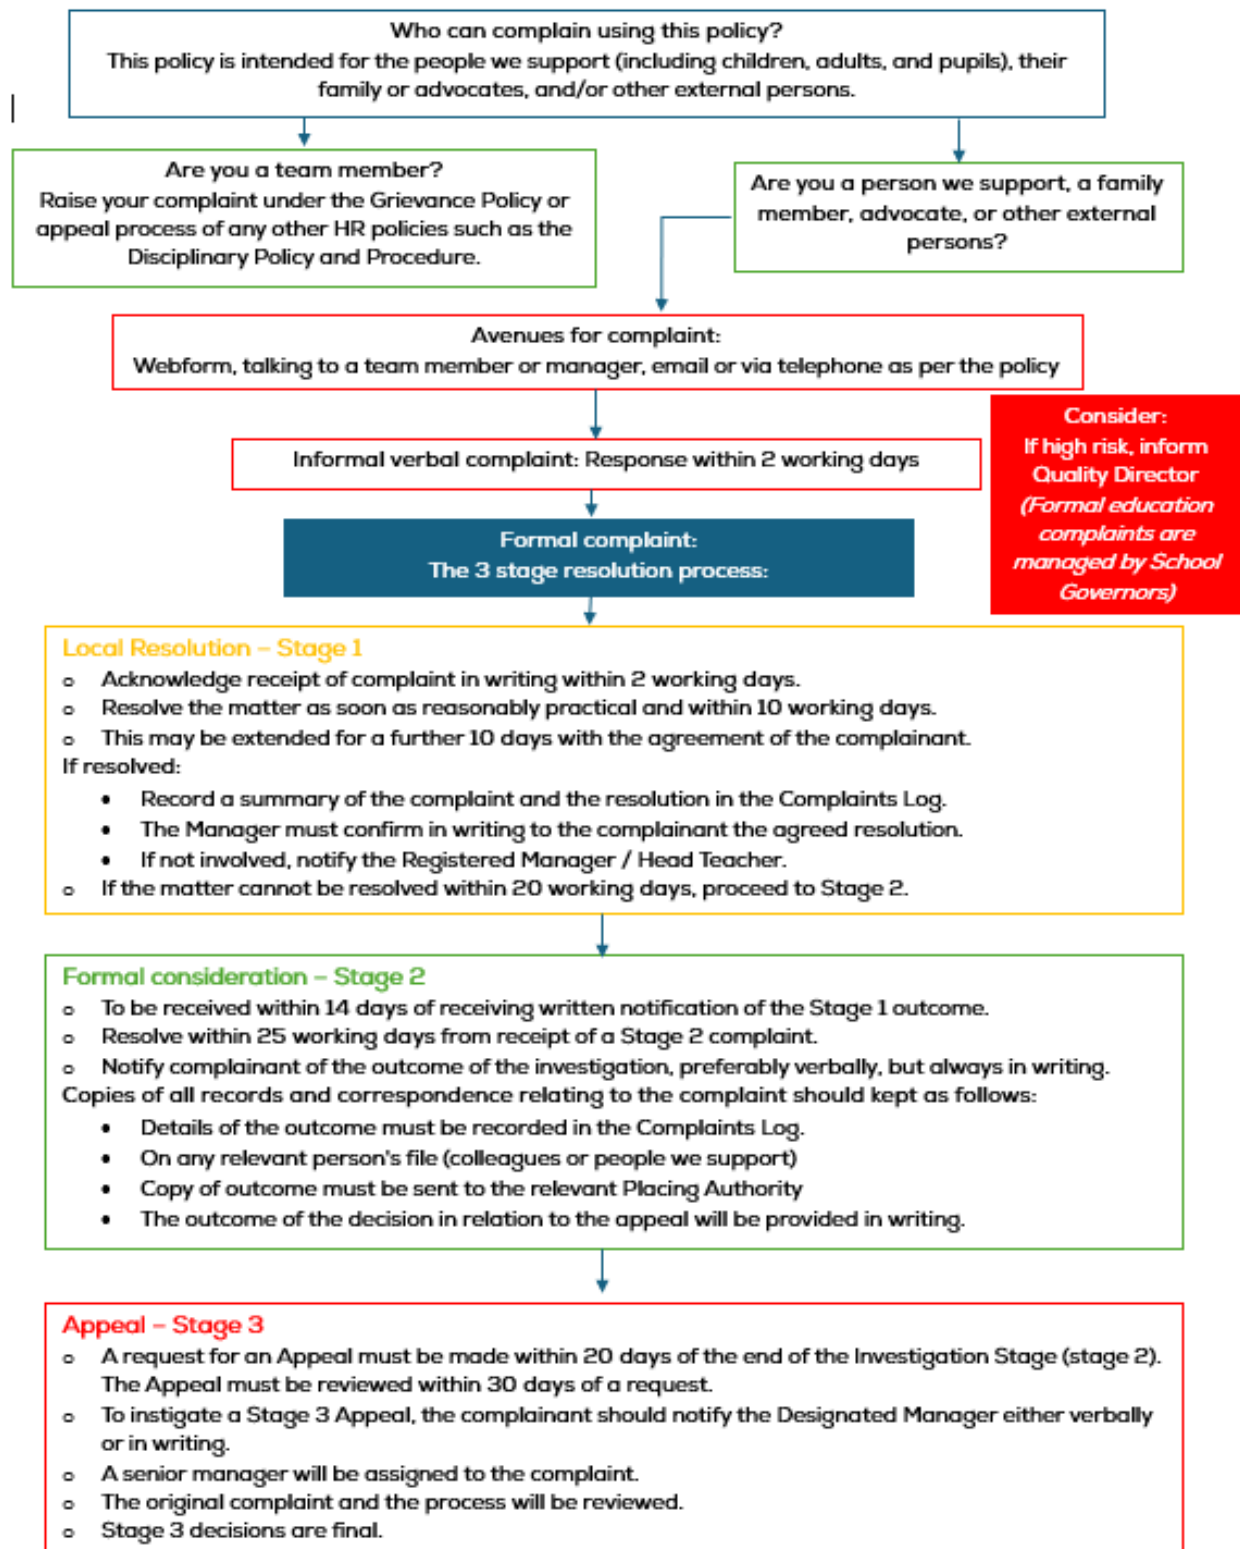 Who can complain using this policy?
This policy is intended for the people we support (including children, adults, and pupils), their
family or advocates, and/or other external persons.
Are you a team member?
Raise your complaint under the Grievance Policy or
appeal process of any other HR policies such as the
Disciplinary Policy and Procedure.
Are you a person we support, a family
member, advocate, or other external
persons?
Avenues for complaint:
Webform, talking to a team member or manager, email or via telephone as per the policy
Consider:
If high risk, inform
Quality Director
(Formal education
complaints are
managed by School
Governors)
Informal verbal complaint: Response within 2 working days
Formal complaint:
The 3 stage resolution process:
Local Resolution – Stage 1
o Acknowledge receipt of complaint in writing within 2 working days.
o Resolve the matter as soon as reasonably practical and within 10 working days.
o This may be extended for a further 10 days with the agreement of the complainant.
If resolved:
• Record a summary of the complaint and the resolution in the Complaints Log.
• The Manager must confirm in writing to the complainant the agreed resolution.
• If not involved, notify the Registered Manager / Head Teacher.
o If the matter cannot be resolved within 20 working days, proceed to Stage 2.
Formal consideration – Stage 2
o To be received within 14 days of receiving written notification of the Stage 1 outcome.
o Resolve within 25 working days from receipt of a Stage 2 complaint.
o Notify complainant of the outcome of the investigation, preferably verbally, but always in writing.
Copies of all records and correspondence relating to the complaint should kept as follows:
• Details of the outcome must be recorded in the Complaints Log.
• On any relevant person's file (colleagues or people we support)
• Copy of outcome must be sent to the relevant Placing Authority
• The outcome of the decision in relation to the appeal will be provided in writing.
Appeal – Stage 3
o A request for an Appeal must be made within 20 days of the end of the Investigation Stage (stage 2).
The Appeal must be reviewed within 30 days of a request.
o To instigate a Stage 3 Appeal, the complainant should notify the Designated Manager either verbally
or in writing.
o A senior manager will be assigned to the complaint.
o The original complaint and the process will be reviewed.
o Stage 3 decisions are final.